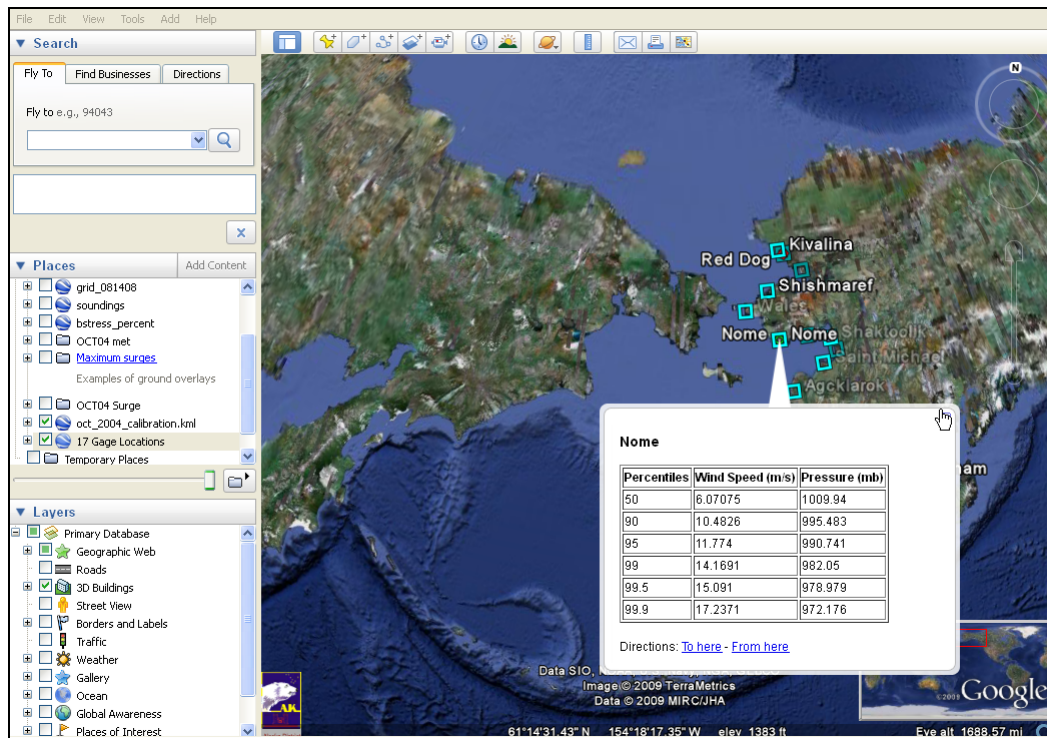 File Edit View Tools Add Help
Search
Fly To Find Businesses Directions
Fly to e.g., 94043
Places Add Content
grid_081408
soundings
bstress_percent
OCT04 met
Maximum surges
Examples of ground overlays
OCT04 Surge
oct_2004_calibration.kml
17 Gage Locations
Temporary Places
Layers
Primary Database
Geographic Web
Roads
3D Buildings
Street View
Borders and Labels
Traffic
Weather
Gallery
Ocean
Global Awareness
Places of Interest
N
Kivalina
Red Dog
Shishmaref
Wales
Nome Nome Shaktoolik
Saint Michael
Agcklarok
am
Nome
Percentiles Wind Speed (m/s) Pressure (mb)
50 6.07075 1009.94
90 10.4826 995.483
95 11.774 990.741
99 14.1691 982.05
99.5 15.091 978.979
99.9 17.2371 972.176
Directions: To here - From here
Data SIO,
Image © 2009 TerraMetrics
Data © 2009 MIRC/JHA
AK
©2009 Google
61°14'31.43" N 154°18'17.35" W elev 1383 ft Eye alt 1688.57 mi